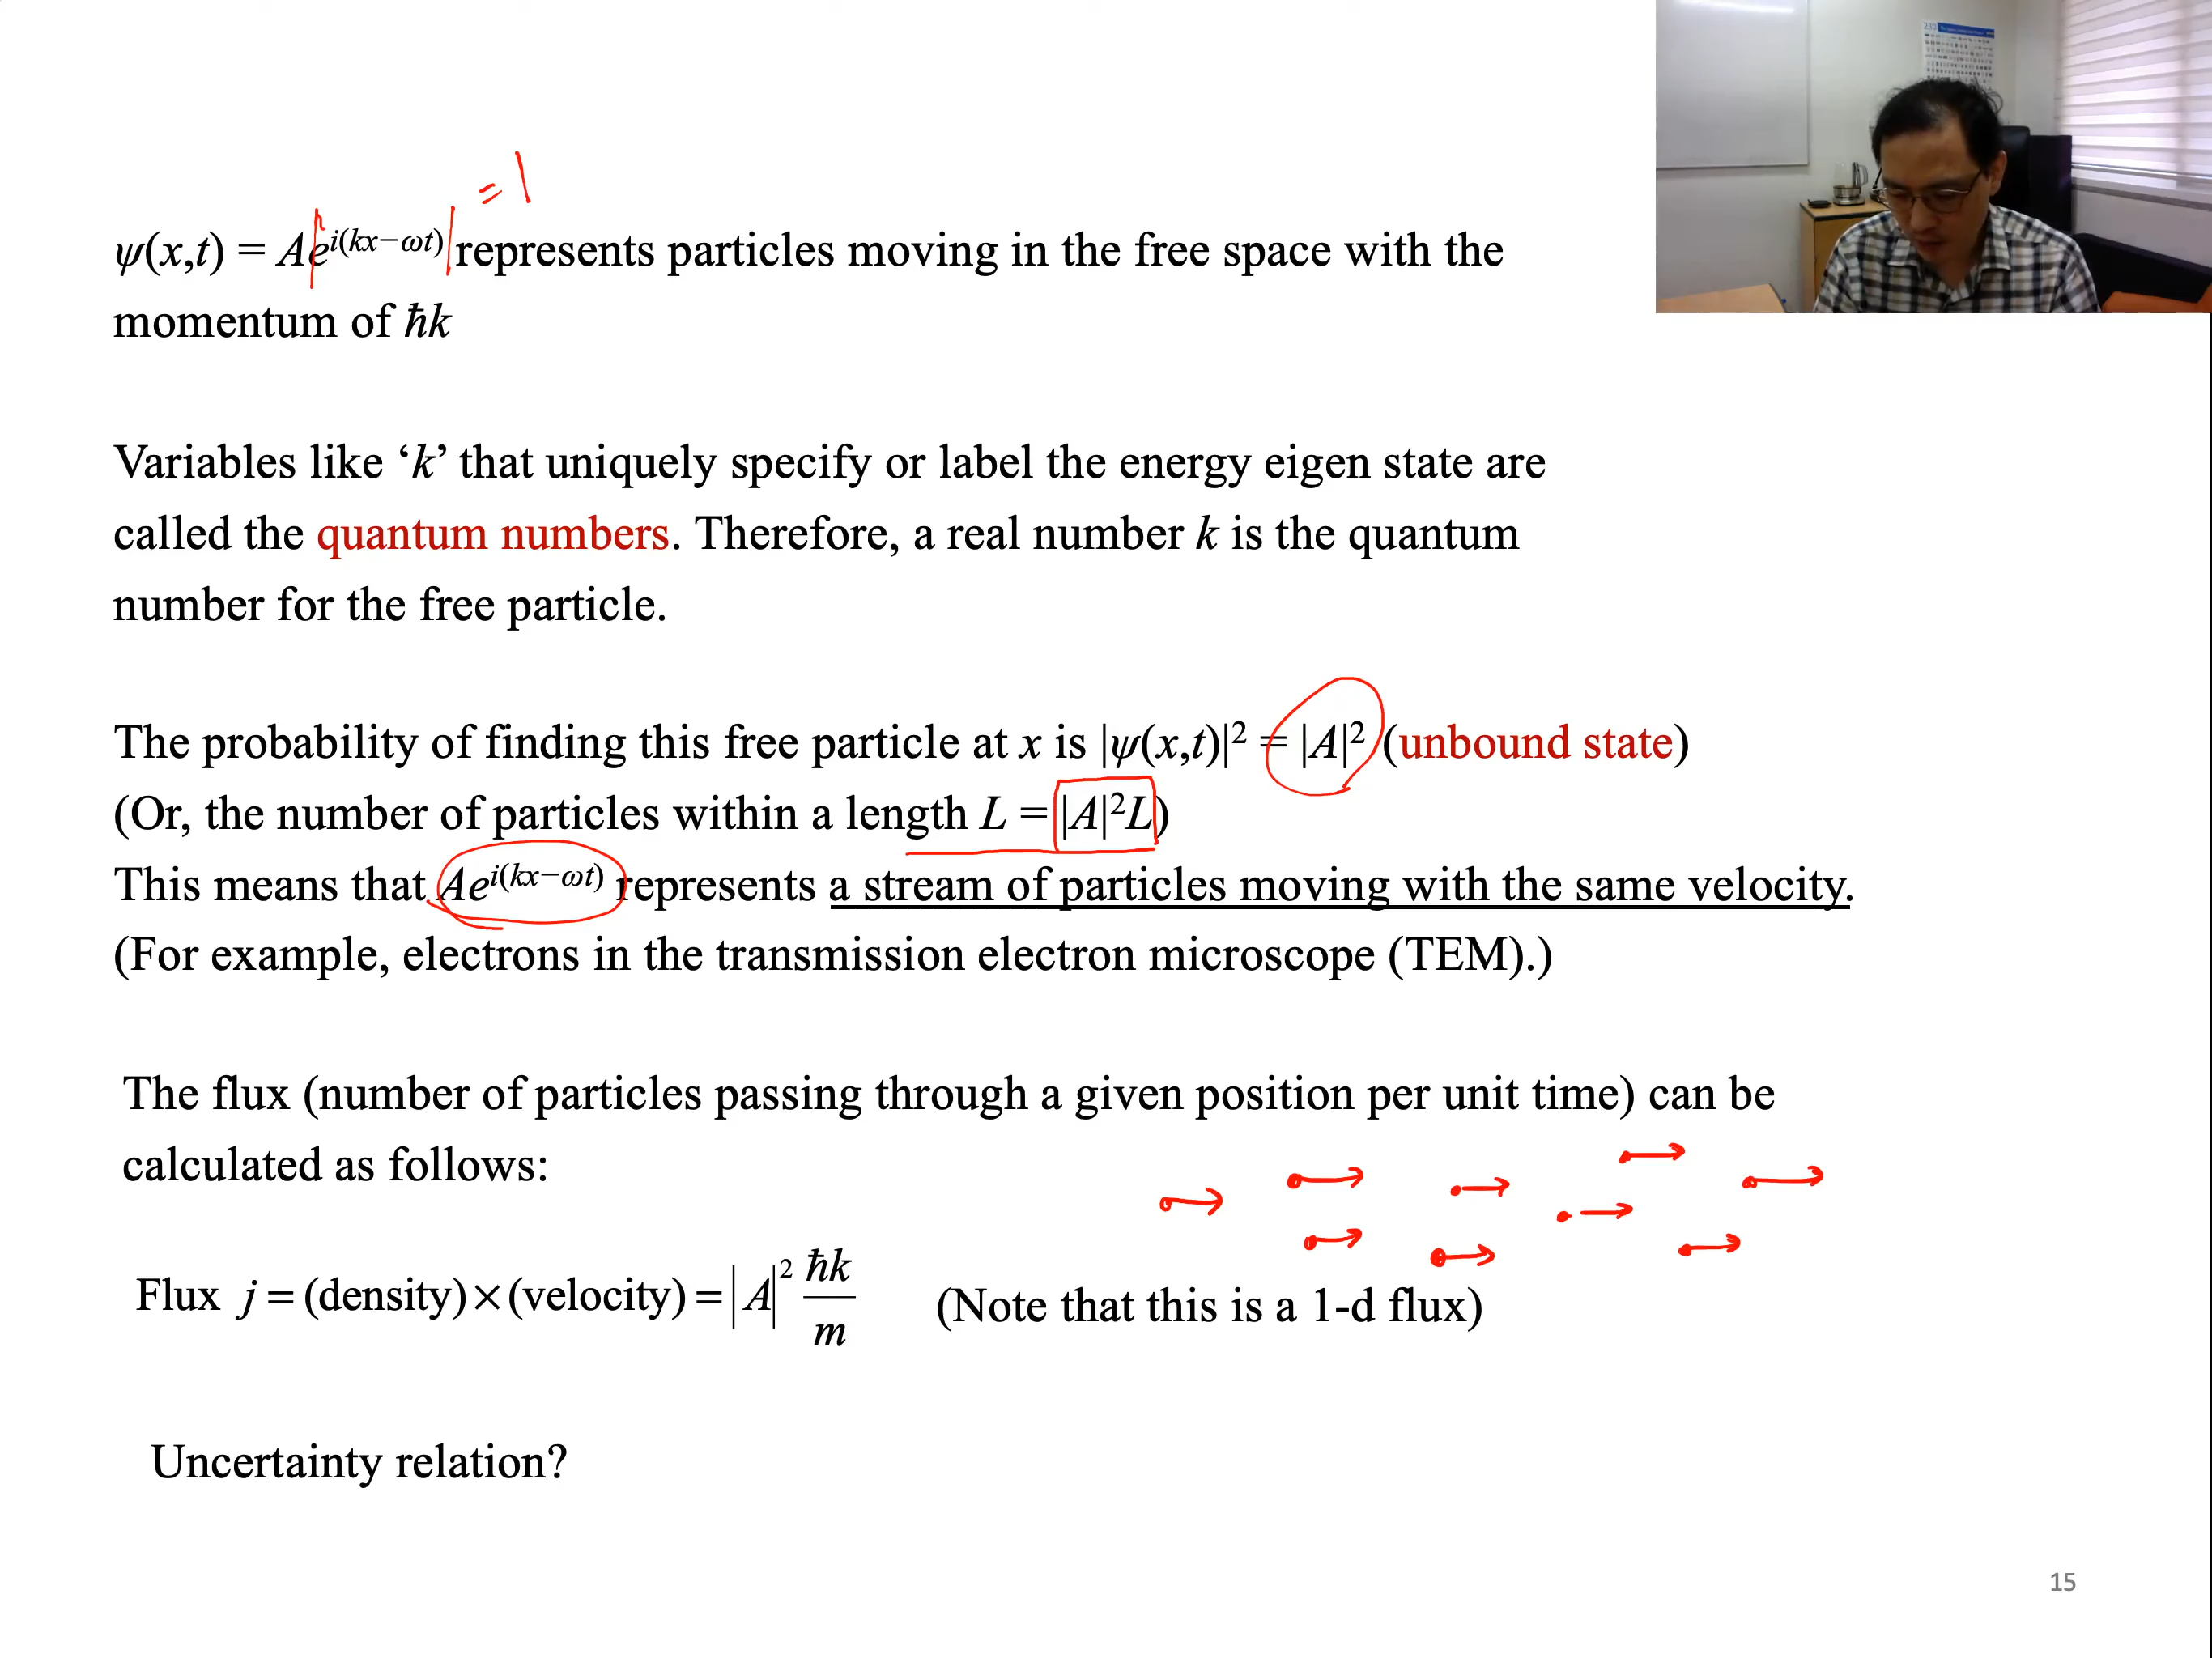 = 1
ψ(x,t) = Ae^{i(kx−ωt)} represents particles moving in the free space with the
momentum of ħk
Variables like ‘k’ that uniquely specify or label the energy eigen state are
called the quantum numbers. Therefore, a real number k is the quantum
number for the free particle.
The probability of finding this free particle at x is |ψ(x,t)|² = |A|² (unbound state)
(Or, the number of particles within a length L = |A|²L)
This means that Ae^{i(kx−ωt)} represents a stream of particles moving with the same velocity.
(For example, electrons in the transmission electron microscope (TEM).)
The flux (number of particles passing through a given position per unit time) can be
calculated as follows:
Flux j = (density)×(velocity) = |A|² ħk/m (Note that this is a 1-d flux)
Uncertainty relation?
15